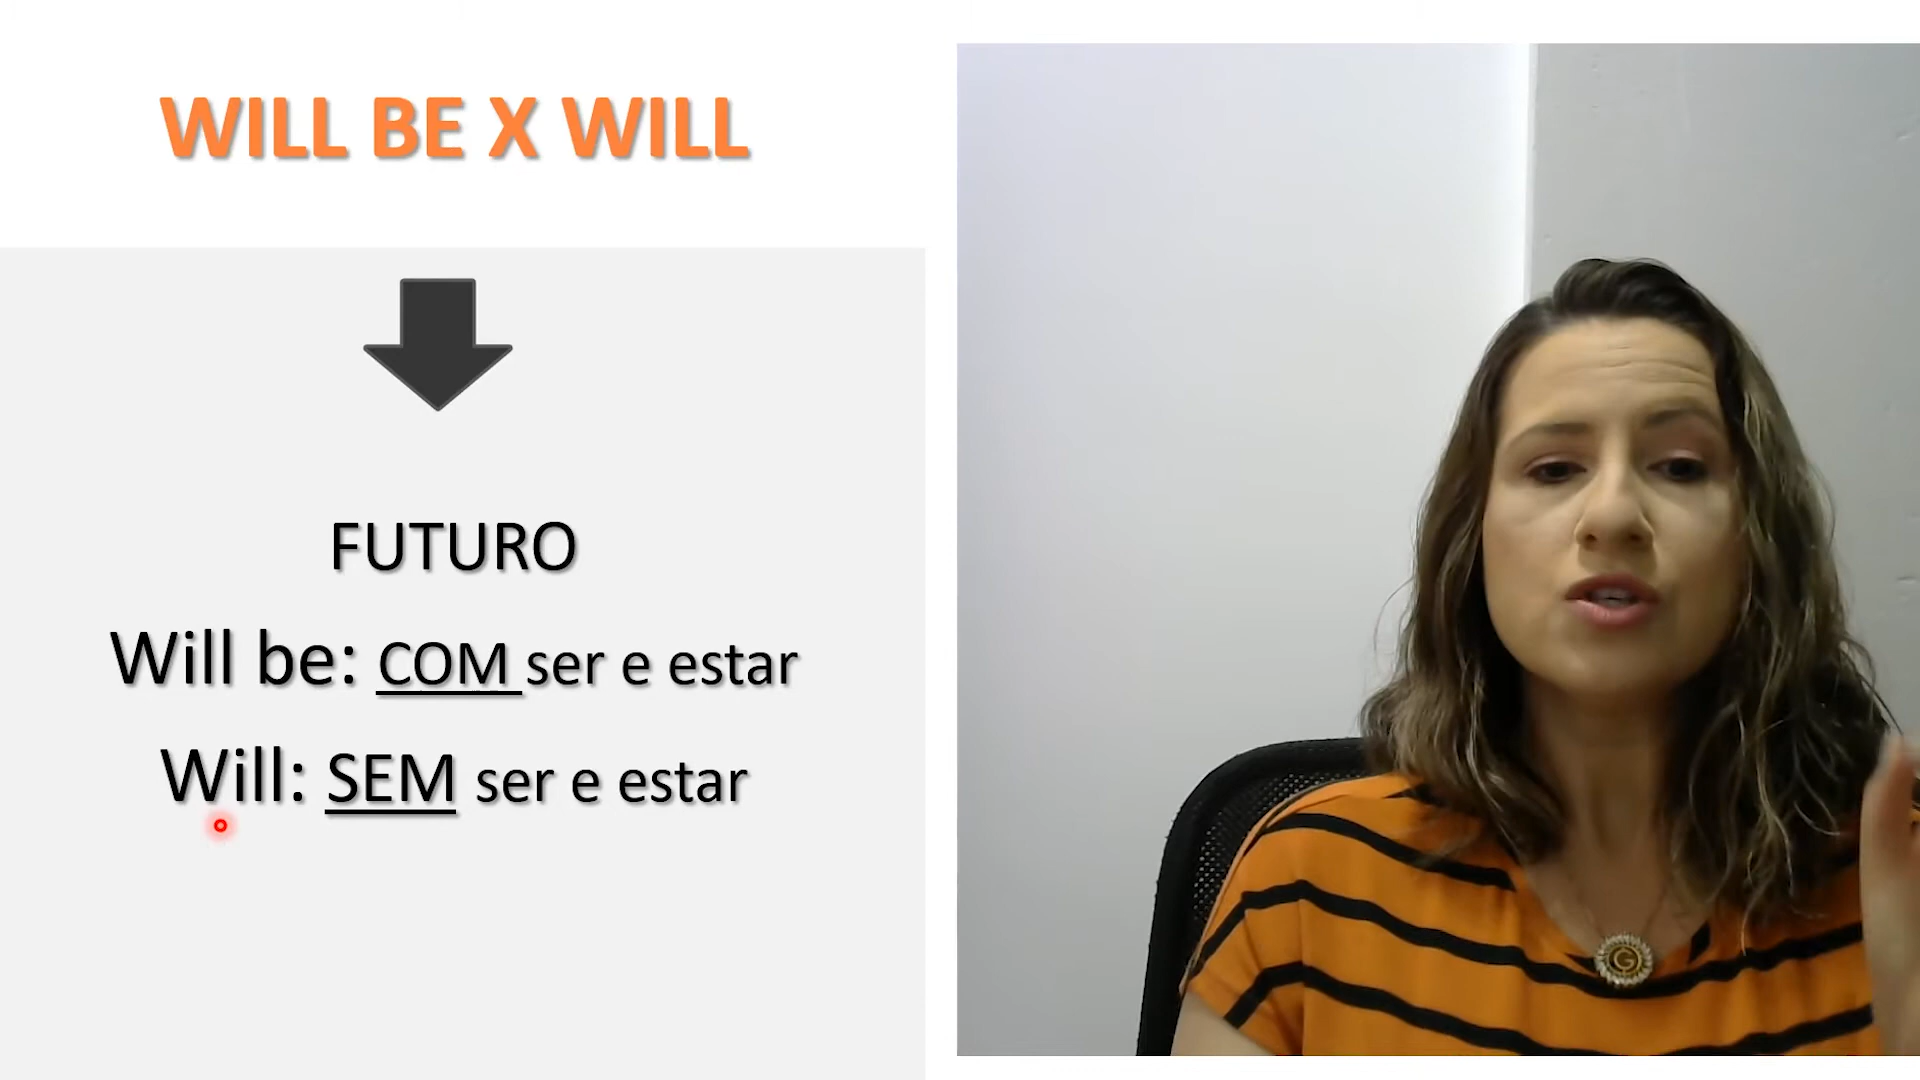 WILL BE X WILL
FUTURO
Will be: COM ser e estar
Will: SEM ser e estar
G